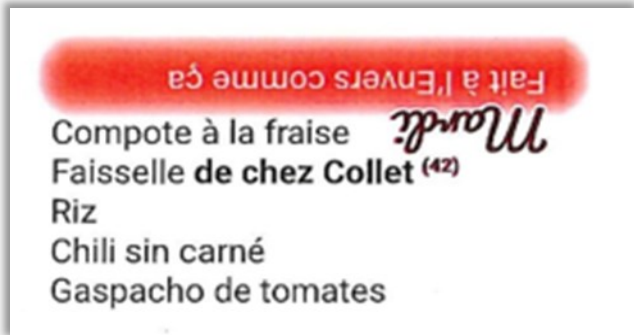 Fait à l'Envers comme ça
Mardi
Compote à la fraise
Faisselle de chez Collet (42)
Riz
Chili sin carné
Gaspacho de tomates